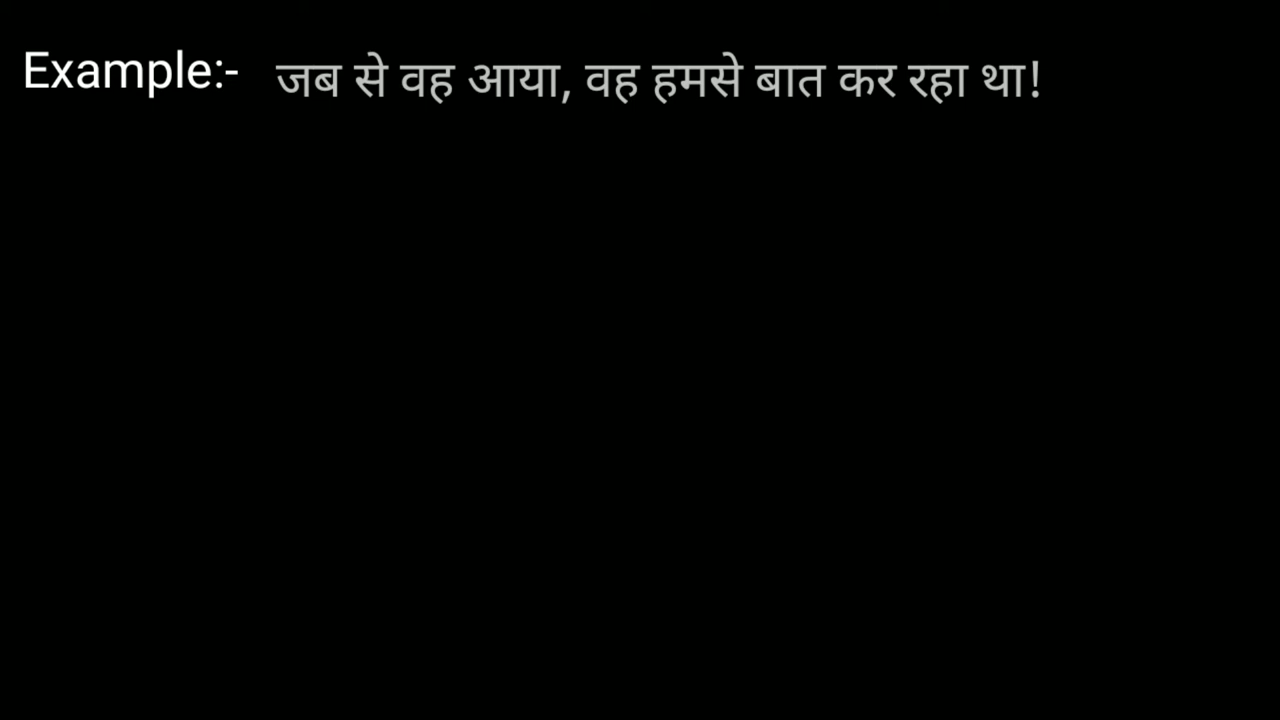 Example:- जब से वह आया, वह हमसे बात कर रहा था!